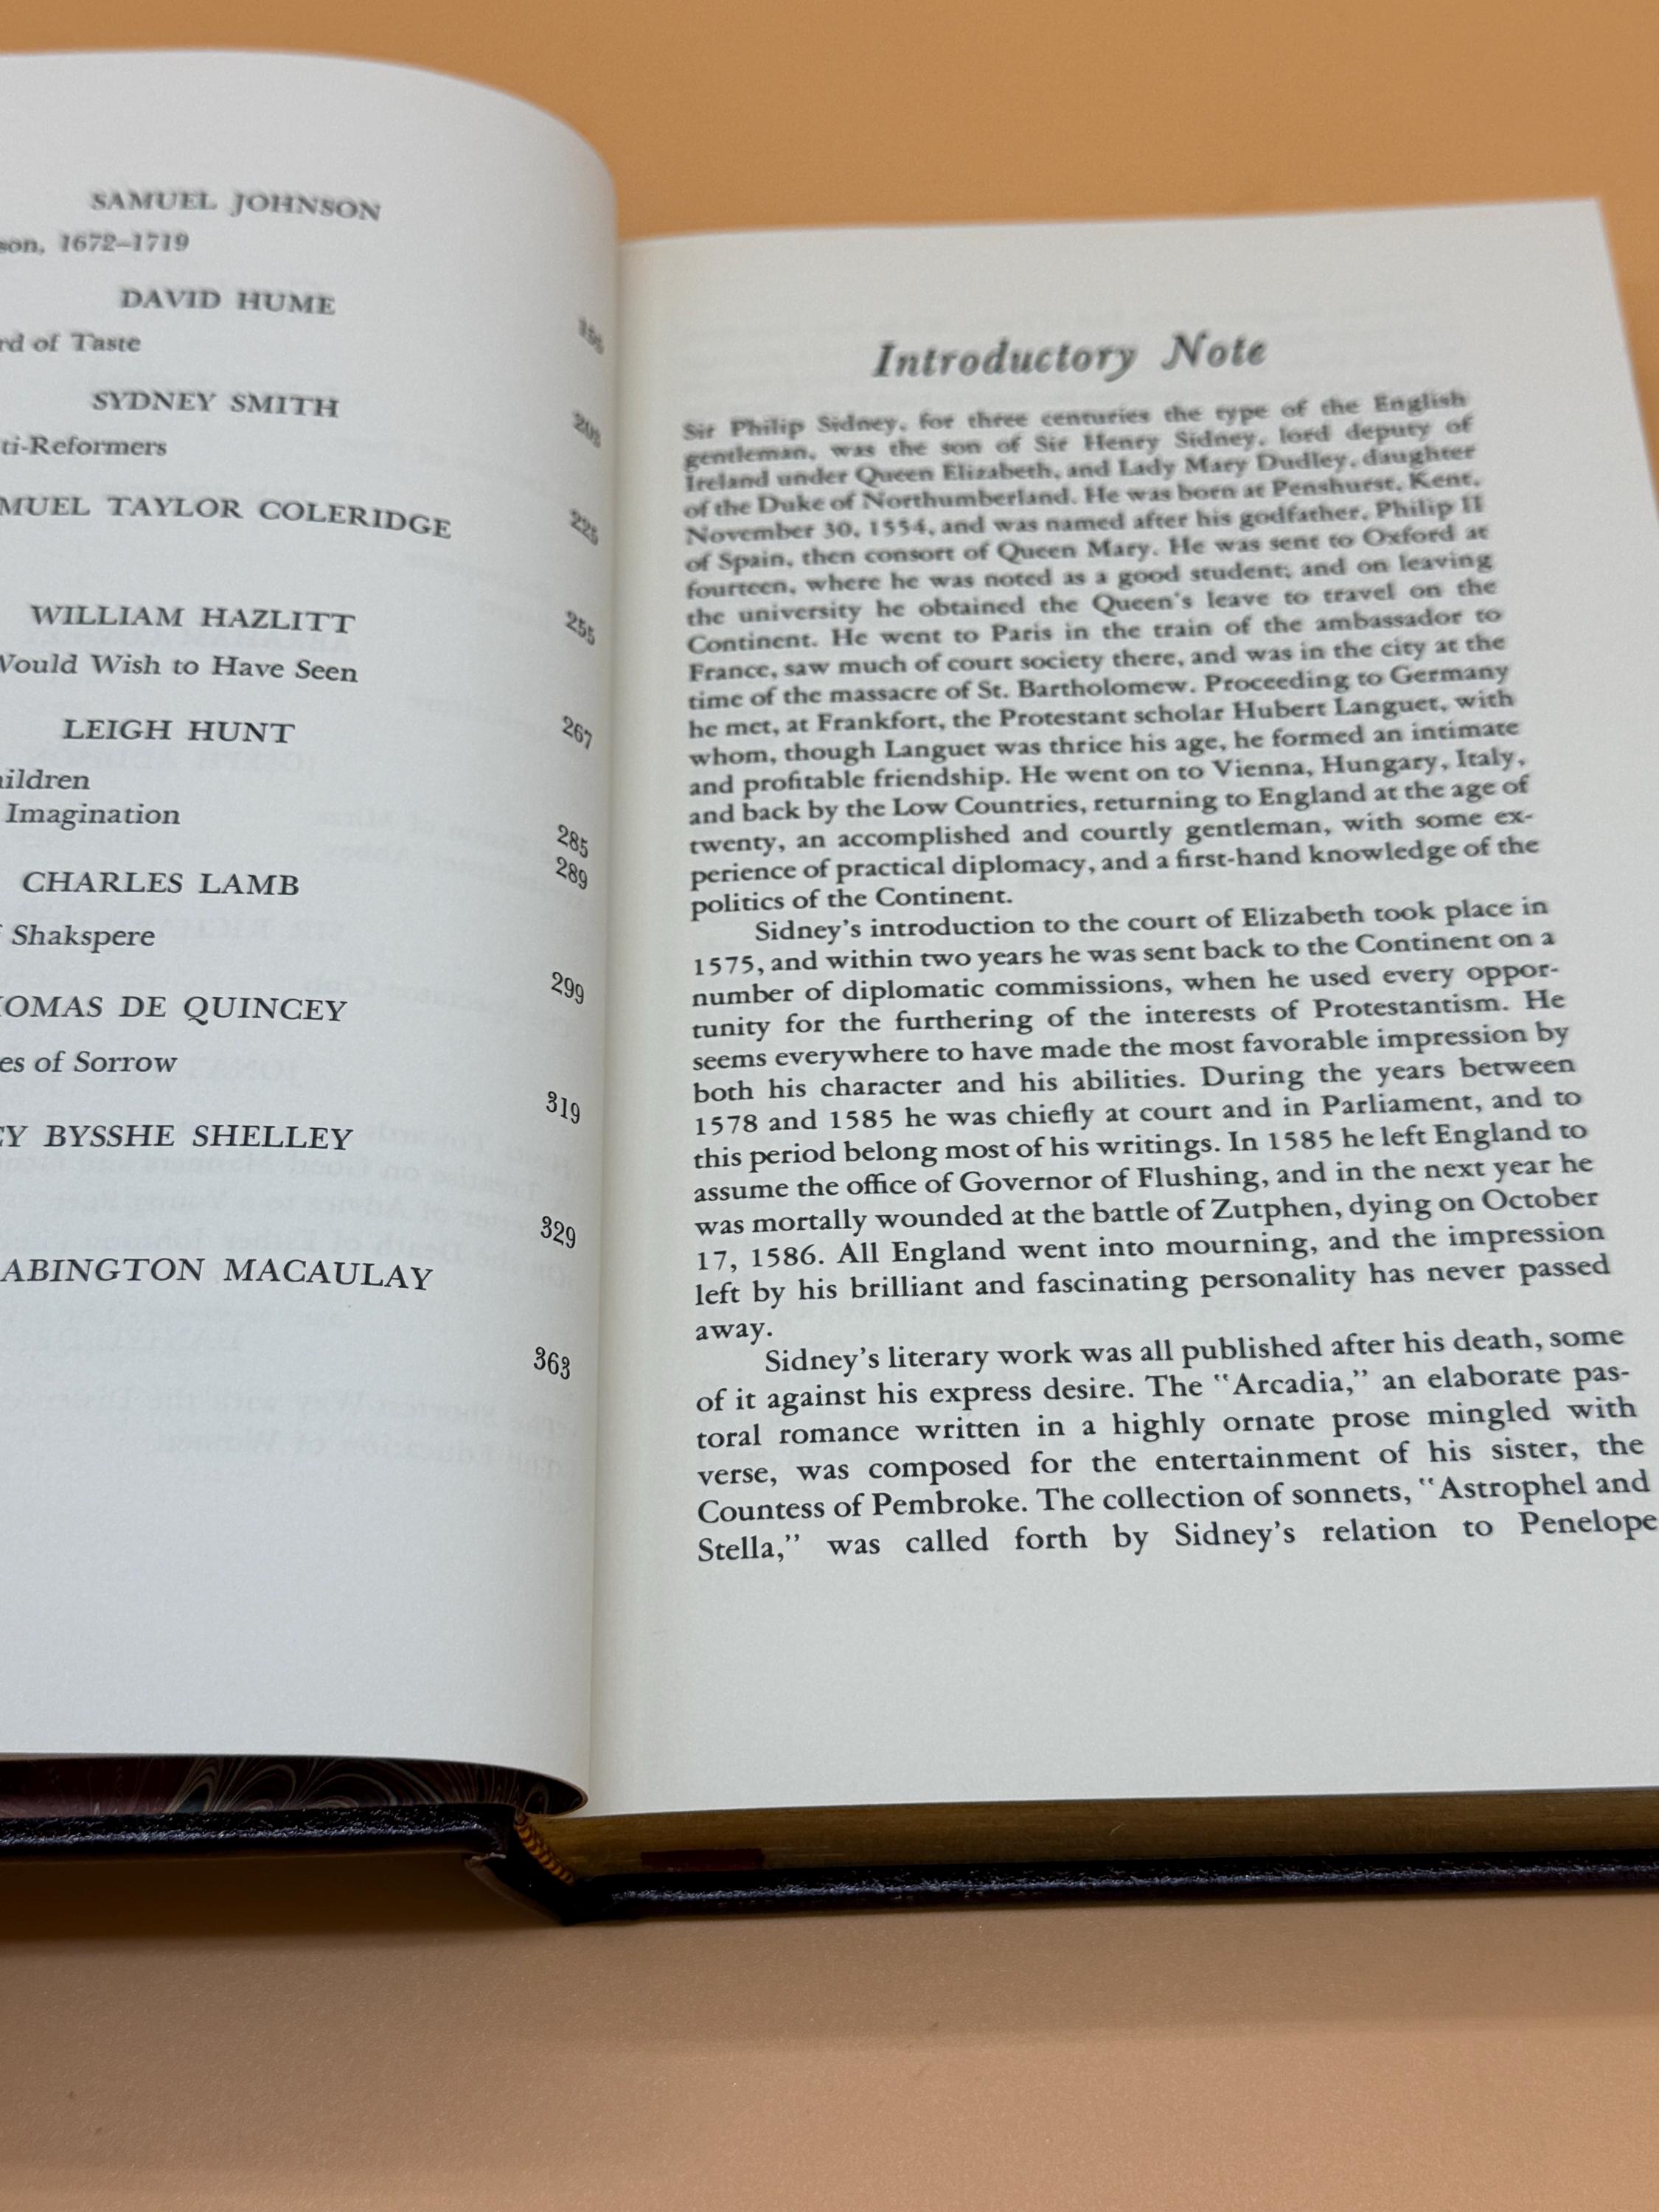 SAMUEL JOHNSON
son, 1672–1719
DAVID HUME
rd of Taste
SYDNEY SMITH
208
ti-Reformers
MUEL TAYLOR COLERIDGE
225
WILLIAM HAZLITT
255
Would Wish to Have Seen
LEIGH HUNT
267
hildren
Imagination
285
289
CHARLES LAMB
Shakspere
299
HOMAS DE QUINCEY
es of Sorrow
319
EY BYSSHE SHELLEY
329
ABINGTON MACAULAY
363
Introductory Note
Sir Philip Sidney, for three centuries the type of the English
gentleman, was the son of Sir Henry Sidney, lord deputy of
Ireland under Queen Elizabeth, and Lady Mary Dudley, daughter
of the Duke of Northumberland. He was born at Penshurst, Kent,
November 30, 1554, and was named after his godfather, Philip II
of Spain, then consort of Queen Mary. He was sent to Oxford at
fourteen, where he was noted as a good student; and on leaving
the university he obtained the Queen's leave to travel on the
Continent. He went to Paris in the train of the ambassador to
France, saw much of court society there, and was in the city at the
time of the massacre of St. Bartholomew. Proceeding to Germany
he met, at Frankfort, the Protestant scholar Hubert Languet, with
whom, though Languet was thrice his age, he formed an intimate
and profitable friendship. He went on to Vienna, Hungary, Italy,
and back by the Low Countries, returning to England at the age of
twenty, an accomplished and courtly gentleman, with some ex-
perience of practical diplomacy, and a first-hand knowledge of the
politics of the Continent.
Sidney's introduction to the court of Elizabeth took place in
1575, and within two years he was sent back to the Continent on a
number of diplomatic commissions, when he used every oppor-
tunity for the furthering of the interests of Protestantism. He
seems everywhere to have made the most favorable impression by
both his character and his abilities. During the years between
1578 and 1585 he was chiefly at court and in Parliament, and to
this period belong most of his writings. In 1585 he left England to
assume the office of Governor of Flushing, and in the next year he
was mortally wounded at the battle of Zutphen, dying on October
17, 1586. All England went into mourning, and the impression
left by his brilliant and fascinating personality has never passed
away.
Sidney's literary work was all published after his death, some
of it against his express desire. The "Arcadia," an elaborate pas-
toral romance written in a highly ornate prose mingled with
verse, was composed for the entertainment of his sister, the
Countess of Pembroke. The collection of sonnets, "Astrophel and
Stella," was called forth by Sidney's relation to Penelope